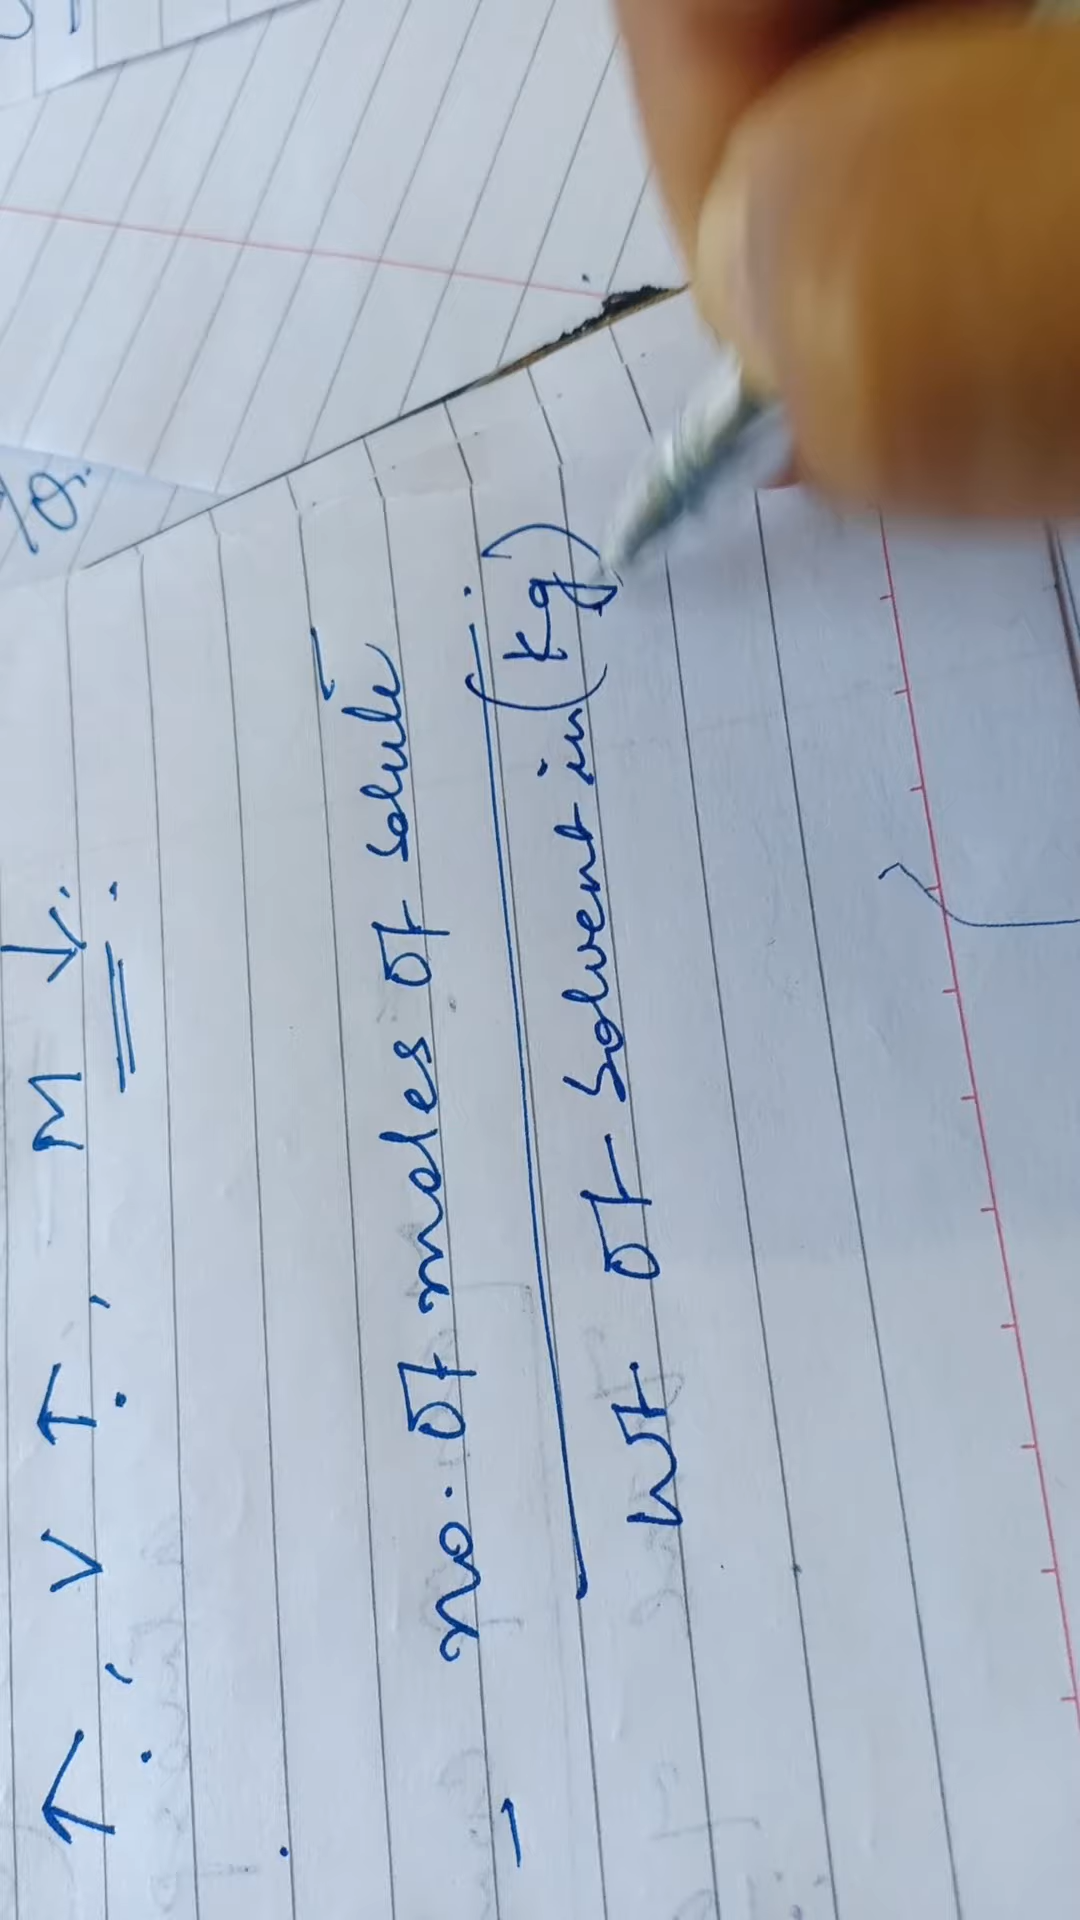 ↑, V ↑, M ↓.
→ no. of moles of solute
wt. of solvent in (kg)